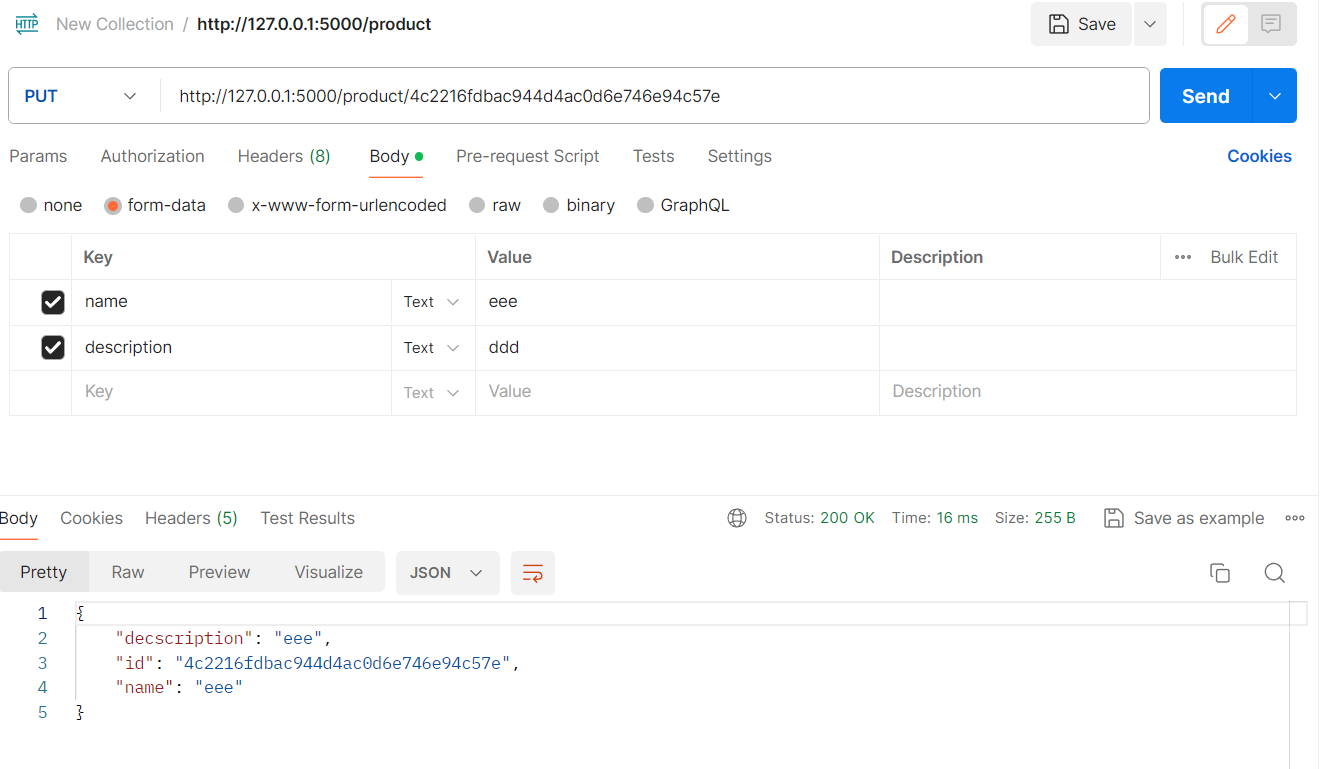 HTTP New Collection / http://127.0.0.1:5000/product Save
PUT http://127.0.0.1:5000/product/4c2216fdbac944d4ac0d6e746e94c57e Send
Params Authorization Headers (8) Body Pre-request Script Tests Settings Cookies
none form-data x-www-form-urlencoded raw binary GraphQL
Key Value Description ••• Bulk Edit
name Text eee
description Text ddd
Key Text Value Description
Body Cookies Headers (5) Test Results Status: 200 OK Time: 16 ms Size: 255 B Save as example
Pretty Raw Preview Visualize JSON
1 {
2 "decscription": "eee",
3 "id": "4c2216fdbac944d4ac0d6e746e94c57e",
4 "name": "eee"
5 }